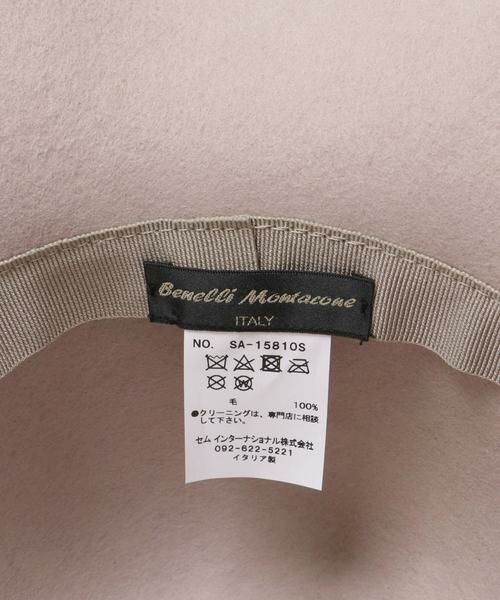 Benelli Montacone
ITALY
NO. SA-15810S
毛 100%
●クリーニングは、専門店に相談
して下さい。
セム インターナショナル株式会社
092-622-5221
イタリア製